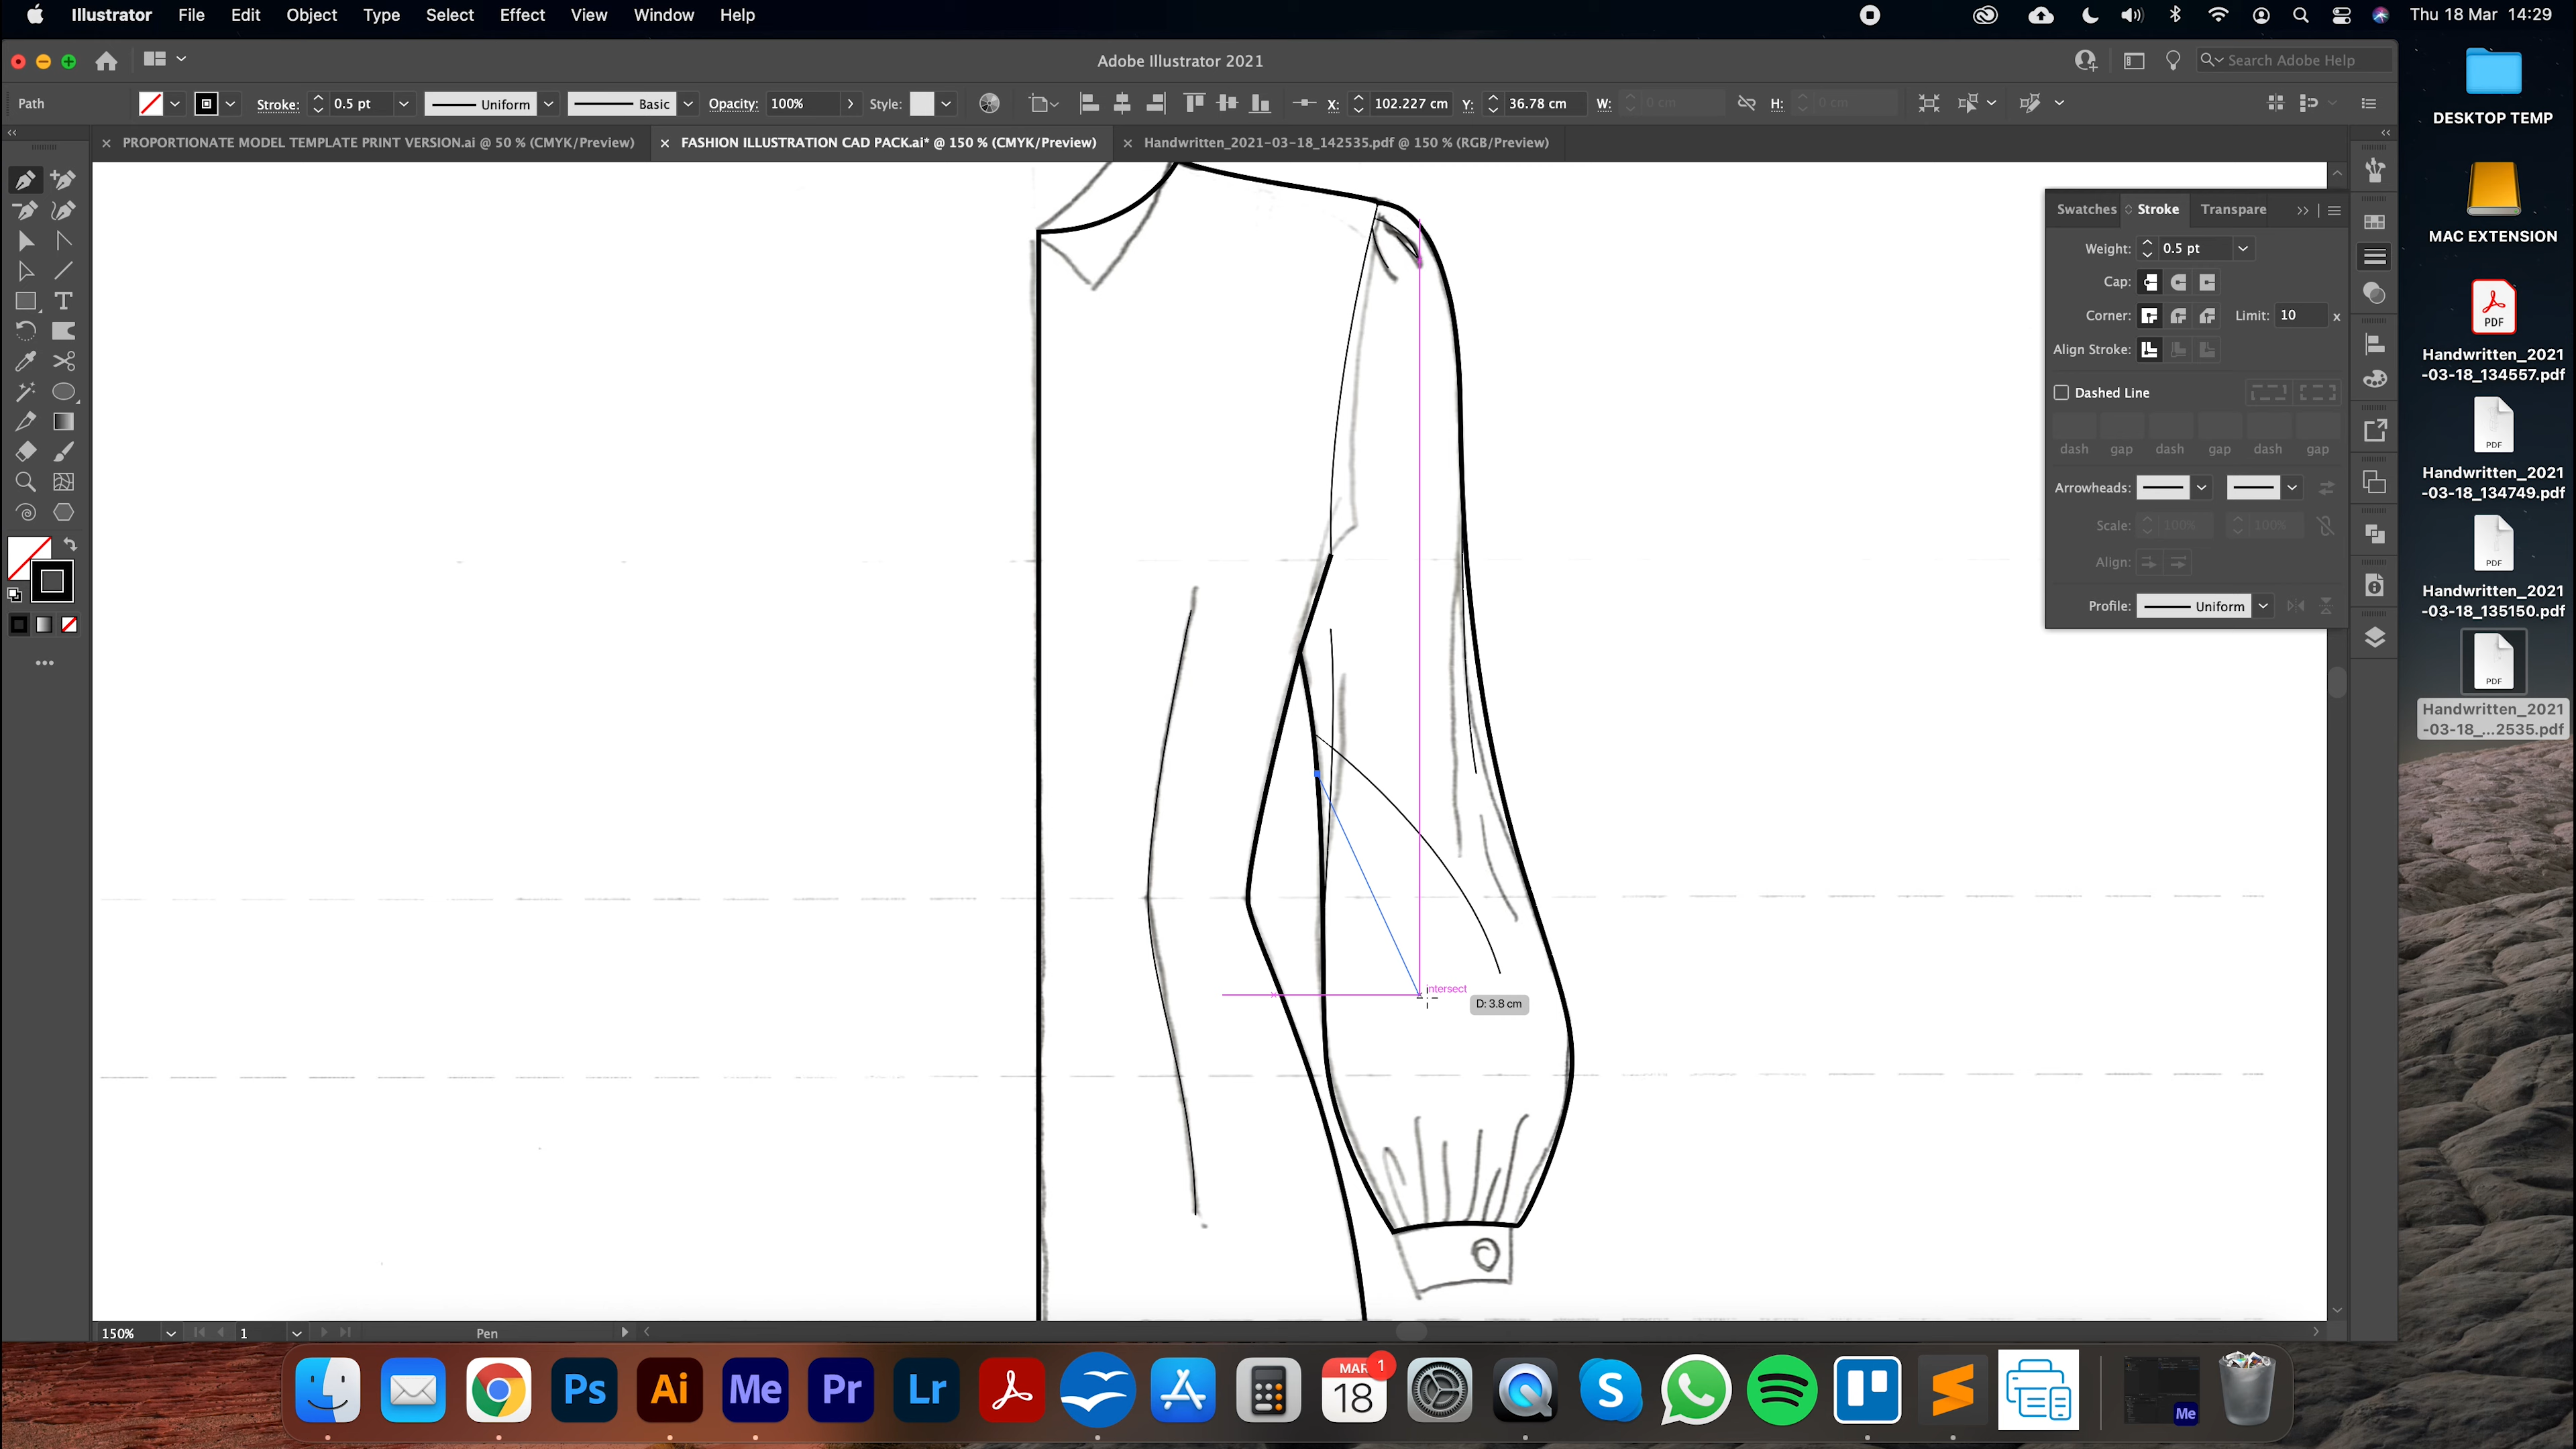 Illustrator File Edit Object Type Select Effect View Window Help Thu 18 Mar 14:29
Adobe Illustrator 2021
Search Adobe Help
Path Stroke: 0.5 pt Uniform Basic Opacity: 100% Style: X: 102.227 cm Y: 36.78 cm W: 0 cm H: 0 cm
PROPORTIONATE MODEL TEMPLATE PRINT VERSION.ai @ 50 % (CMYK/Preview) FASHION ILLUSTRATION CAD PACK.ai* @ 150 % (CMYK/Preview) Handwritten_2021-03-18_142535.pdf @ 150 % (RGB/Preview)
Swatches Stroke Transpare
Weight: 0.5 pt
Cap:
Corner: Limit: 10 x
Align Stroke:
Dashed Line
dash gap dash gap dash gap
Arrowheads:
Scale: 100% 100%
Align:
Profile: Uniform
intersect
D: 3.8 cm
150% 1 Pen
DESKTOP TEMP
MAC EXTENSION
PDF
Handwritten_2021
-03-18_134557.pdf
PDF
Handwritten_2021
-03-18_134749.pdf
PDF
Handwritten_2021
-03-18_135150.pdf
PDF
Handwritten_2021
-03-18_...2535.pdf
Ps Ai Me Pr Lr MAR 18 1 S Me